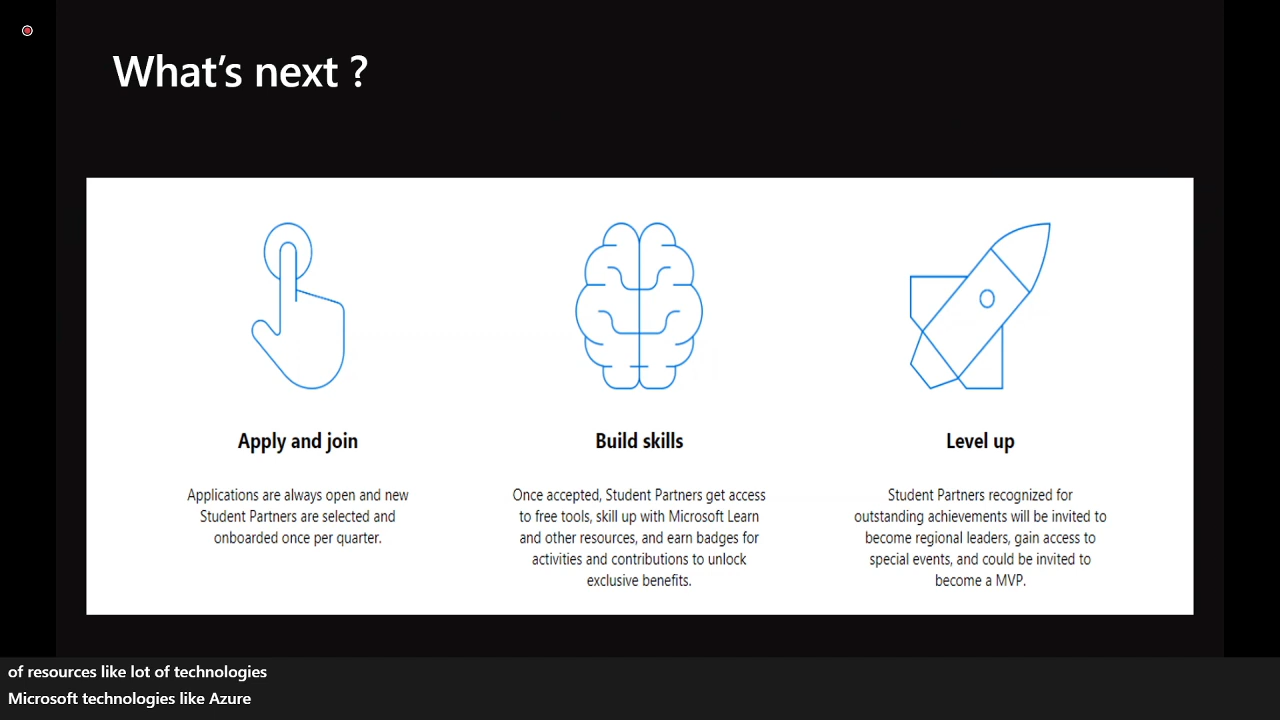 What's next ?
Apply and join
Applications are always open and new
Student Partners are selected and
onboarded once per quarter.
Build skills
Once accepted, Student Partners get access
to free tools, skill up with Microsoft Learn
and other resources, and earn badges for
activities and contributions to unlock
exclusive benefits.
Level up
Student Partners recognized for
outstanding achievements will be invited to
become regional leaders, gain access to
special events, and could be invited to
become a MVP.
of resources like lot of technologies
Microsoft technologies like Azure